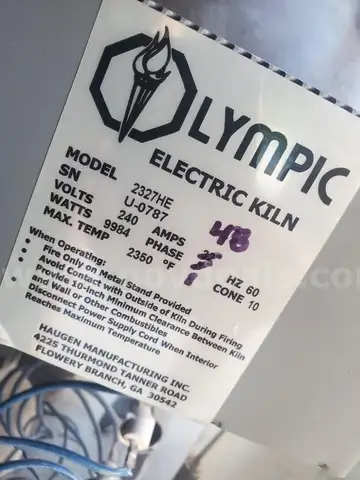 OLYMPIC
ELECTRIC KILN
MODEL 2327HE
SN U-0787
VOLTS 240 AMPS 48
WATTS 9984 PHASE 1 HZ 60
MAX. TEMP 2350 °F CONE 10
When Operating:
• Fire Only on Metal Stand Provided
• Avoid Contact with Outside of Kiln During Firing
• Provide 10-inch Minimum Clearance Between Kiln
and Wall or Other Combustibles
• Disconnect Power Supply Cord When Interior
Reaches Maximum Temperature
HAUGEN MANUFACTURING INC.
4225 THURMOND TANNER ROAD
FLOWERY BRANCH, GA 30542